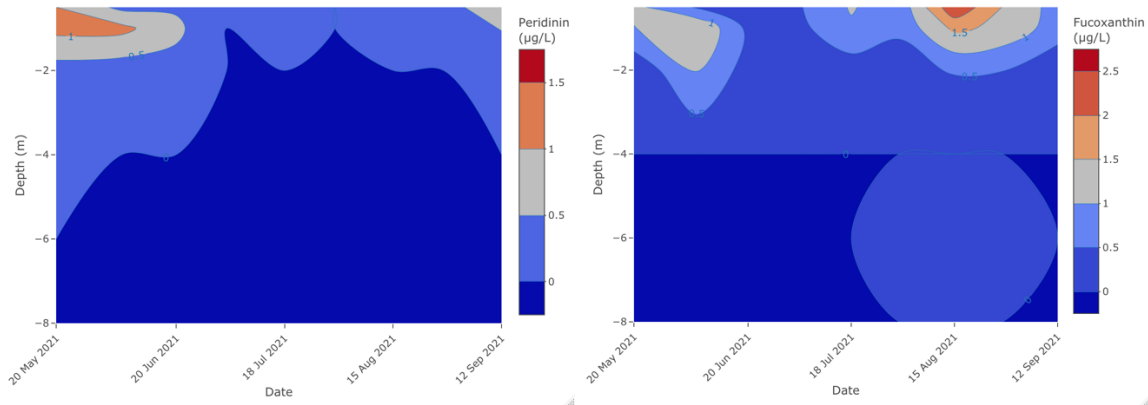 Peridinin
(µg/L)
1.5
1
0.5
0
1
0.5
0
0
−2
−4
−6
−8
Depth (m)
20 May 2021
20 Jun 2021
18 Jul 2021
15 Aug 2021
12 Sep 2021
Date
Fucoxanthin
(µg/L)
2.5
2
1.5
1
0.5
0
1
0.5
1.5
1
0.5
0
0
−2
−4
−6
−8
Depth (m)
20 May 2021
20 Jun 2021
18 Jul 2021
15 Aug 2021
12 Sep 2021
Date